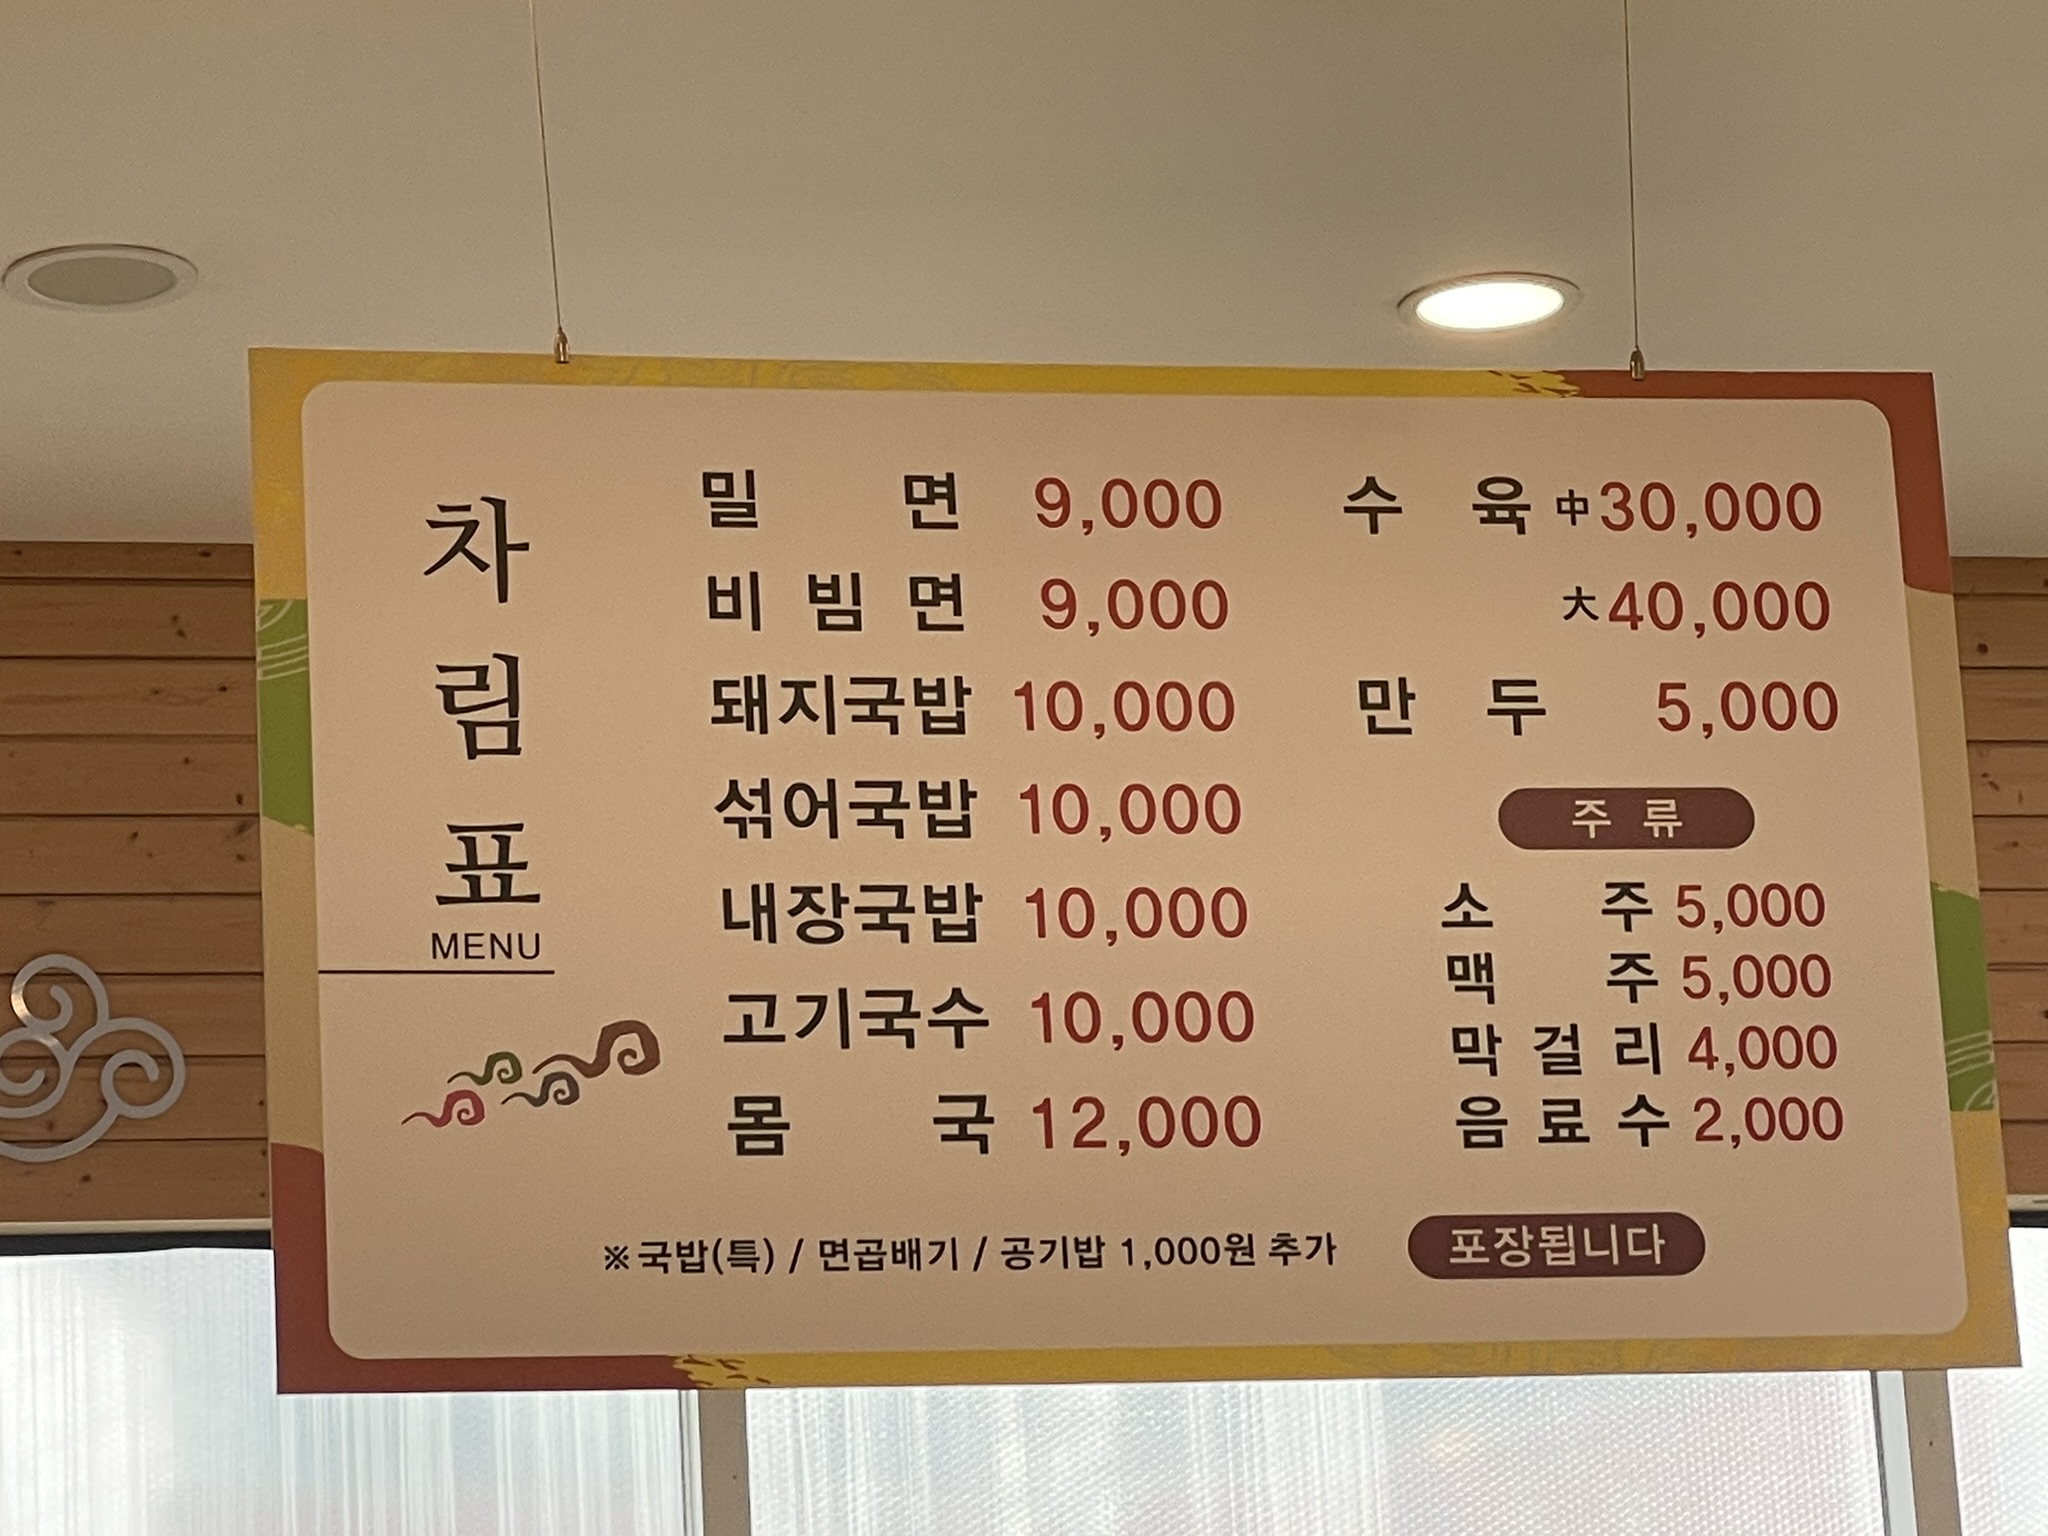 차림표
MENU
밀면 9,000
비빔면 9,000
돼지국밥 10,000
섞어국밥 10,000
내장국밥 10,000
고기국수 10,000
몸국 12,000
수육 中 30,000
大 40,000
만두 5,000
주류
소주 5,000
맥주 5,000
막걸리 4,000
음료수 2,000
※국밥(특) / 면곱배기 / 공기밥 1,000원 추가
포장됩니다